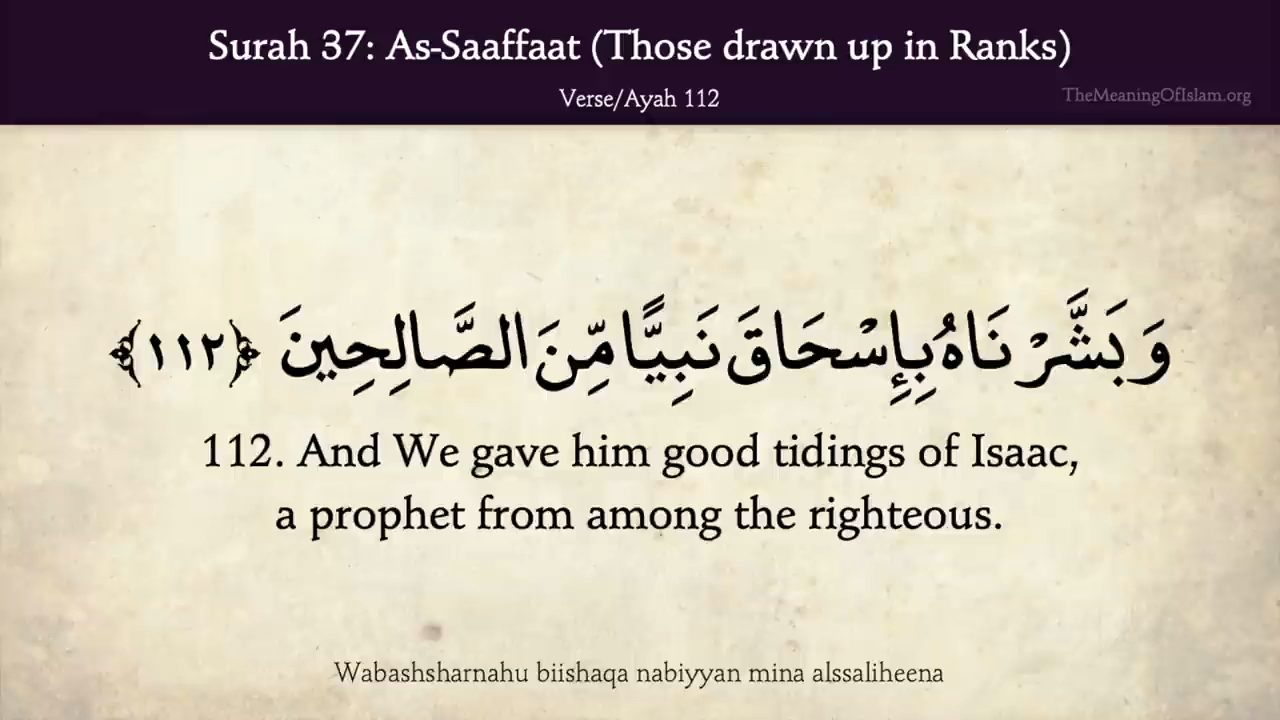 Surah 37: As-Saaffaat (Those drawn up in Ranks)
Verse/Ayah 112
TheMeaningOfIslam.org
وَبَشَّرْنَاهُ بِإِسْحَاقَ نَبِيًّا مِّنَ الصَّالِحِينَ ﴿١١٢﴾
112. And We gave him good tidings of Isaac,
a prophet from among the righteous.
Wabashsharnahu biishaqa nabiyyan mina alssaliheena